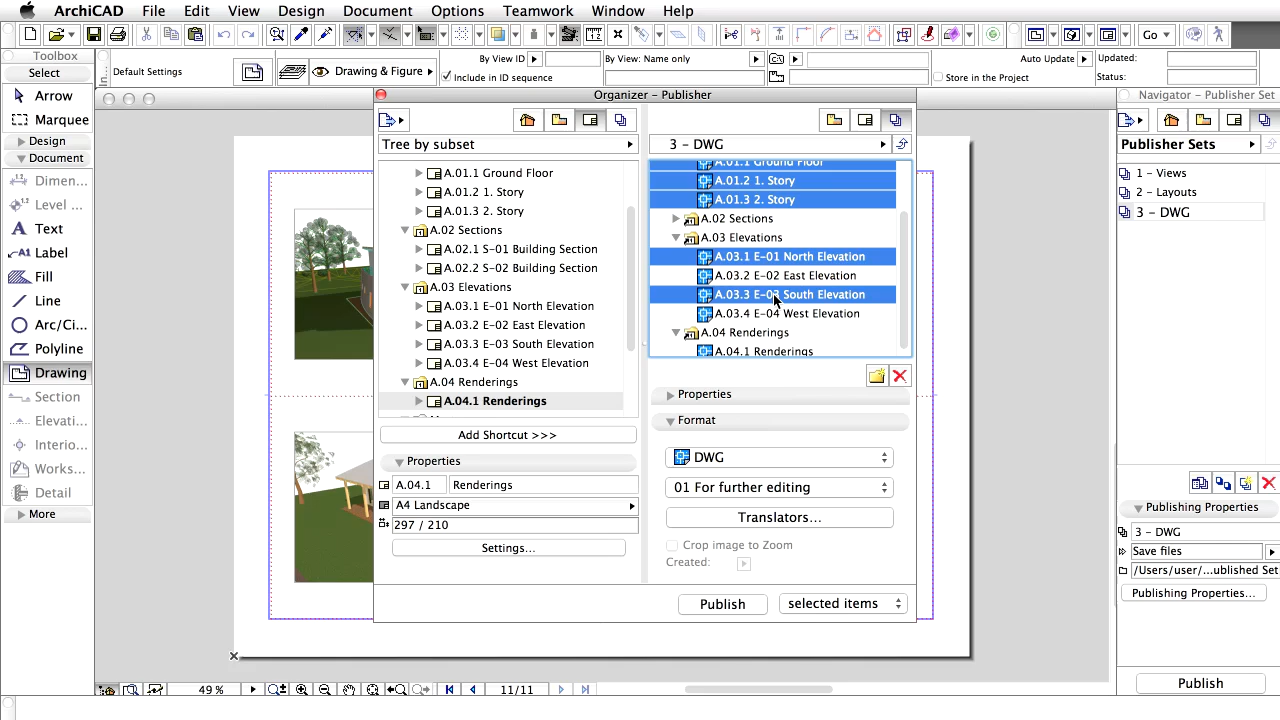 ArchiCAD File Edit View Design Document Options Teamwork Window Help
Go
Toolbox
Select
Arrow
Marquee
Design
Document
Dimen...
Level ...
Text
Label
Fill
Line
Arc/Ci...
Polyline
Drawing
Section
Elevati...
Interio...
Works...
Detail
More
Default Settings
Drawing & Figure
By View ID
Include in ID sequence
By View: Name only
Auto Update
Store in the Project
Updated:
Status:
Organizer - Publisher
Tree by subset
A.01.1 Ground Floor
A.01.2 1. Story
A.01.3 2. Story
A.02 Sections
A.02.1 S-01 Building Section
A.02.2 S-02 Building Section
A.03 Elevations
A.03.1 E-01 North Elevation
A.03.2 E-02 East Elevation
A.03.3 E-03 South Elevation
A.03.4 E-04 West Elevation
A.04 Renderings
A.04.1 Renderings
Add Shortcut >>>
Properties
A.04.1 Renderings
A4 Landscape
297 / 210
Settings...
3 - DWG
A.01.1 Ground Floor
A.01.2 1. Story
A.01.3 2. Story
A.02 Sections
A.03 Elevations
A.03.1 E-01 North Elevation
A.03.2 E-02 East Elevation
A.03.3 E-03 South Elevation
A.03.4 E-04 West Elevation
A.04 Renderings
A.04.1 Renderings
Properties
Format
DWG
01 For further editing
Translators...
Crop image to Zoom
Created:
Publish selected items
Navigator - Publisher Set
Publisher Sets
1 - Views
2 - Layouts
3 - DWG
Publishing Properties
3 - DWG
Save files
/Users/user/...ublished Set
Publishing Properties...
Publish
49 %
11/11